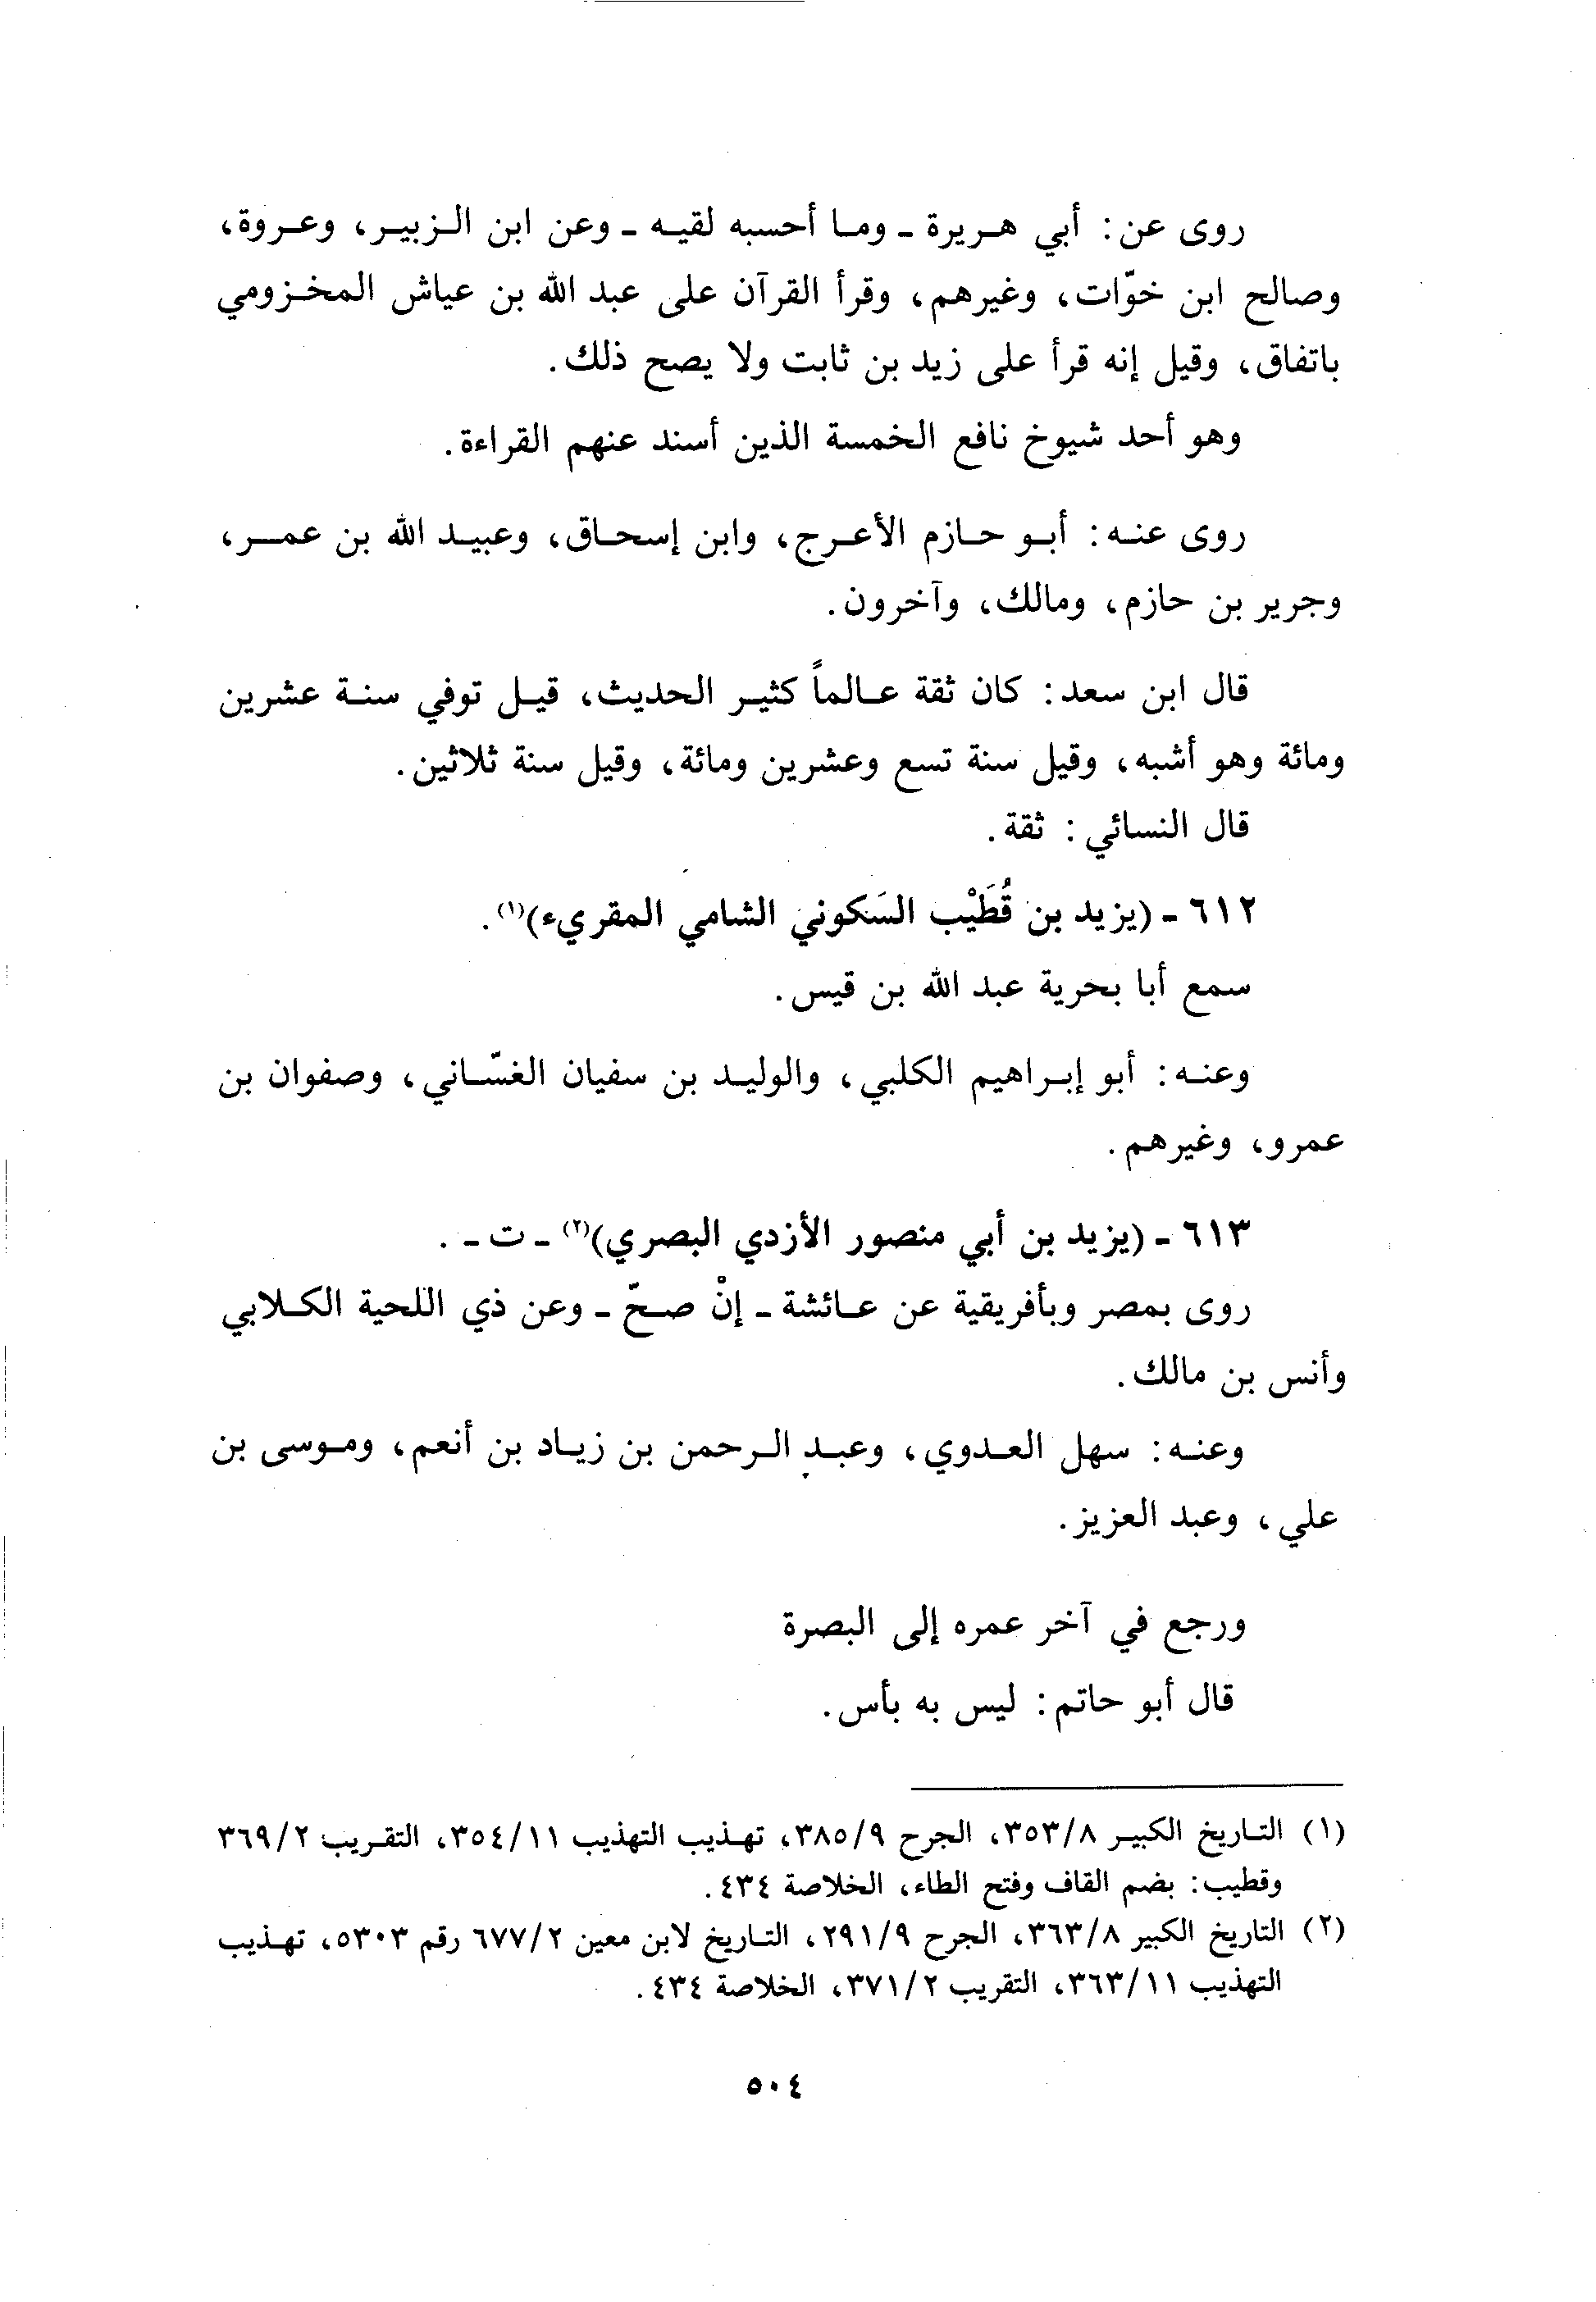 روى عن: أبي هريرة ـ وما أحسبه لقيه ـ وعن ابن الزبير، وعروة،
وصالح ابن خوّات، وغيرهم، وقرأ القرآن على عبد الله بن عياش المخزومي
باتفاق، وقيل إنه قرأ على زيد بن ثابت ولا يصح ذلك.
وهو أحد شيوخ نافع الخمسة الذين أسند عنهم القراءة.
روى عنه: أبو حازم الأعرج، وابن إسحاق، وعبيد الله بن عمر،
وجرير بن حازم، ومالك، وآخرون.
قال ابن سعد: كان ثقة عالماً كثير الحديث، قيل توفي سنة عشرين
ومائة وهو أشبه، وقيل سنة تسع وعشرين ومائة، وقيل سنة ثلاثين.
قال النسائي: ثقة.
٦١٢ ـ (يزيد بن قُطَيْب السَكوني الشامي المقريء)(١).
سمع أبا بحرية عبد الله بن قيس.
وعنه: أبو إبراهيم الكلبي، والوليد بن سفيان الغسّاني، وصفوان بن
عمرو، وغيرهم.
٦١٣ ـ (يزيد بن أبي منصور الأزدي البصري)(٢) ـ ت ـ.
روى بمصر وبأفريقية عن عائشة ـ إنْ صحّ ـ وعن ذي اللحية الكلابي
وأنس بن مالك.
وعنه: سهل العدوي، وعبد الرحمن بن زياد بن أنعم، وموسى بن
علي، وعبد العزيز.
ورجع في آخر عمره إلى البصرة
قال أبو حاتم: ليس به بأس.
(١) التاريخ الكبير ٣٥٣/٨، الجرح ٣٨٥/٩، تهذيب التهذيب ٣٥٤/١١، التقريب ٣٦٩/٢
وقطيب: بضم القاف وفتح الطاء، الخلاصة ٤٣٤.
(٢) التاريخ الكبير ٣٦٣/٨، الجرح ٢٩١/٩، التاريخ لابن معين ٦٧٧/٢ رقم ٥٣٠٣، تهذيب
التهذيب ٣٦٣/١١، التقريب ٣٧١/٢، الخلاصة ٤٣٤.
٥٠٤